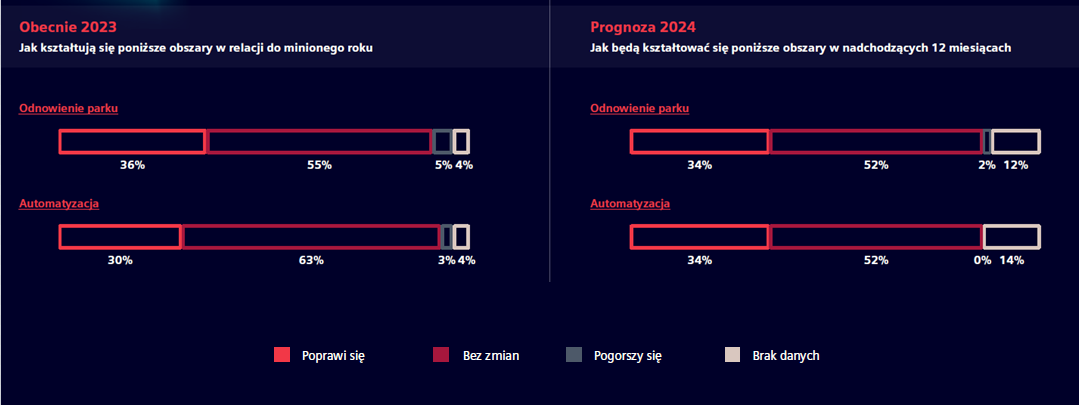 Obecnie 2023
Jak kształtują się poniższe obszary w relacji do minionego roku
Odnowienie parku
36% 55% 5% 4%
Automatyzacja
30% 63% 3% 4%
Prognoza 2024
Jak będą kształtować się poniższe obszary w nadchodzących 12 miesiącach
Odnowienie parku
34% 52% 2% 12%
Automatyzacja
34% 52% 0% 14%
Poprawi się Bez zmian Pogorszy się Brak danych